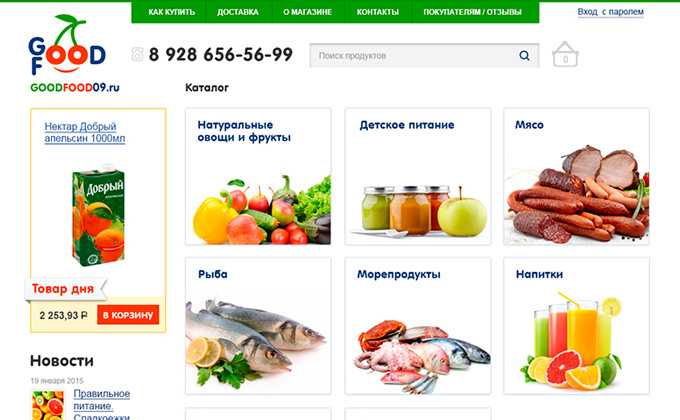 КАК КУПИТЬ ДОСТАВКА О МАГАЗИНЕ КОНТАКТЫ ПОКУПАТЕЛЯМ / ОТЗЫВЫ
Вход с паролем
GOOD
FOOD
GOODFOOD09.ru
8 928 656-56-99
Поиск продуктов
0
Каталог
Нектар Добрый
апельсин 1000мл
Добрый
Товар дня
2 253,93 ₽
В КОРЗИНУ
Натуральные
овощи и фрукты
Детское питание
Мясо
Рыба
Морепродукты
Напитки
Новости
19 января 2015
Правильное
питание.
Сладкоежки